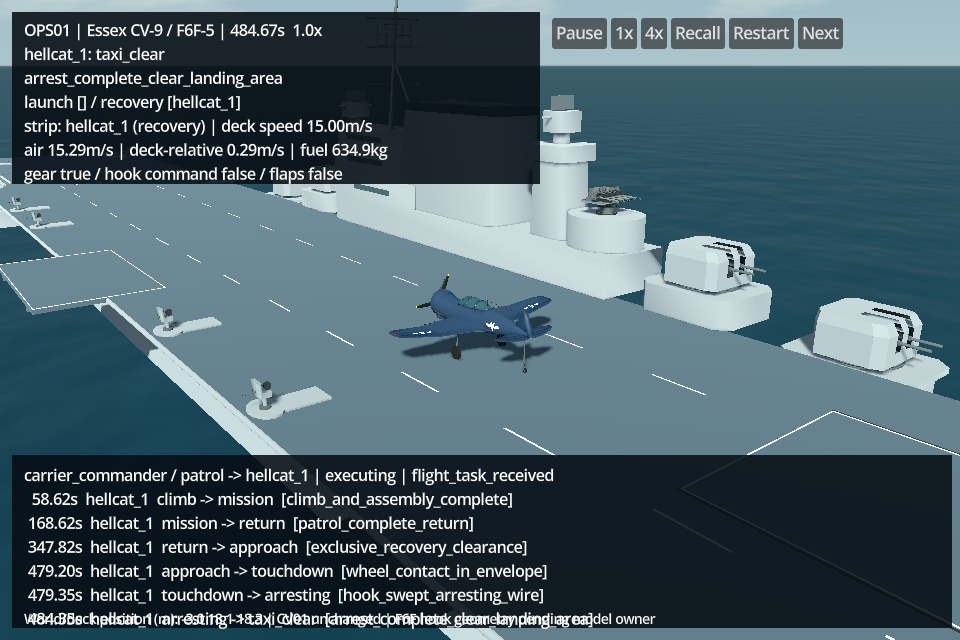 OPS01 | Essex CV-9 / F6F-5 | 484.67s  1.0x
Pause 1x 4x Recall Restart Next
hellcat_1: taxi_clear
arrest_complete_clear_landing_area
launch [] / recovery [hellcat_1]
strip: hellcat_1 (recovery) | deck speed 15.00m/s
air 15.29m/s | deck-relative 0.29m/s | fuel 634.9kg
gear true / hook command false / flaps false
carrier_commander / patrol -> hellcat_1 | executing | flight_task_received
58.62s  hellcat_1  climb -> mission  [climb_and_assembly_complete]
168.62s  hellcat_1  mission -> return  [patrol_complete_return]
347.82s  hellcat_1  return -> approach  [exclusive_recovery_clearance]
479.20s  hellcat_1  approach -> touchdown  [wheel_contact_in_envelope]
479.35s  hellcat_1  touchdown -> arresting  [hook_swept_arresting_wire]
hellcat_1 arresting -> taxi_clear [arrest_complete_clear_landing_area]